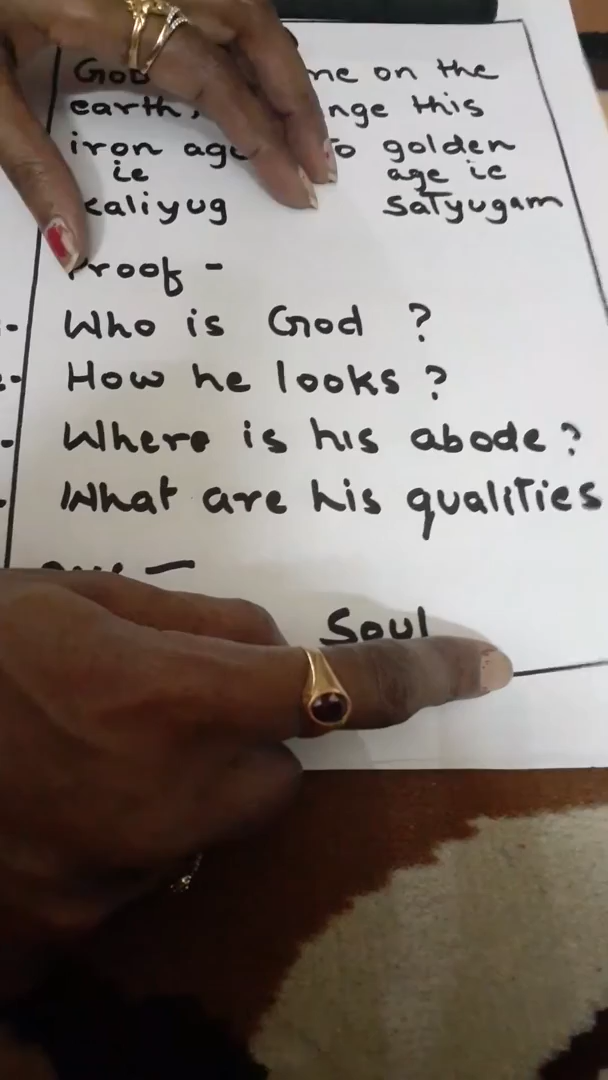 God me on the
earth, nge this
iron age to golden
ie age ie
kaliyug Satyugam
Proof -
Who is God ?
How he looks ?
Where is his abode ?
What are his qualities
Soul